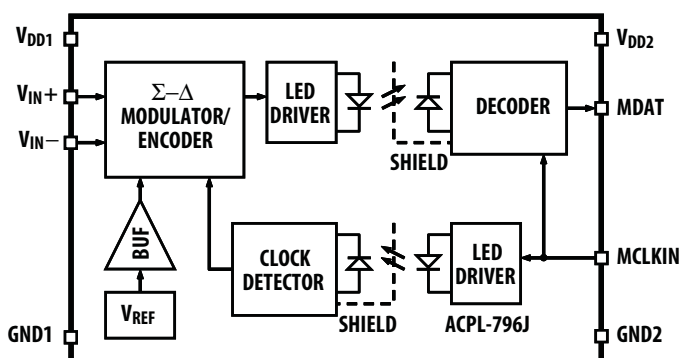 VDD1
VDD2
VIN+
VIN−
Σ−Δ
MODULATOR/
ENCODER
LED
DRIVER
SHIELD
DECODER
MDAT
BUF
VREF
CLOCK
DETECTOR
SHIELD
LED
DRIVER
ACPL-796J
MCLKIN
GND1
GND2